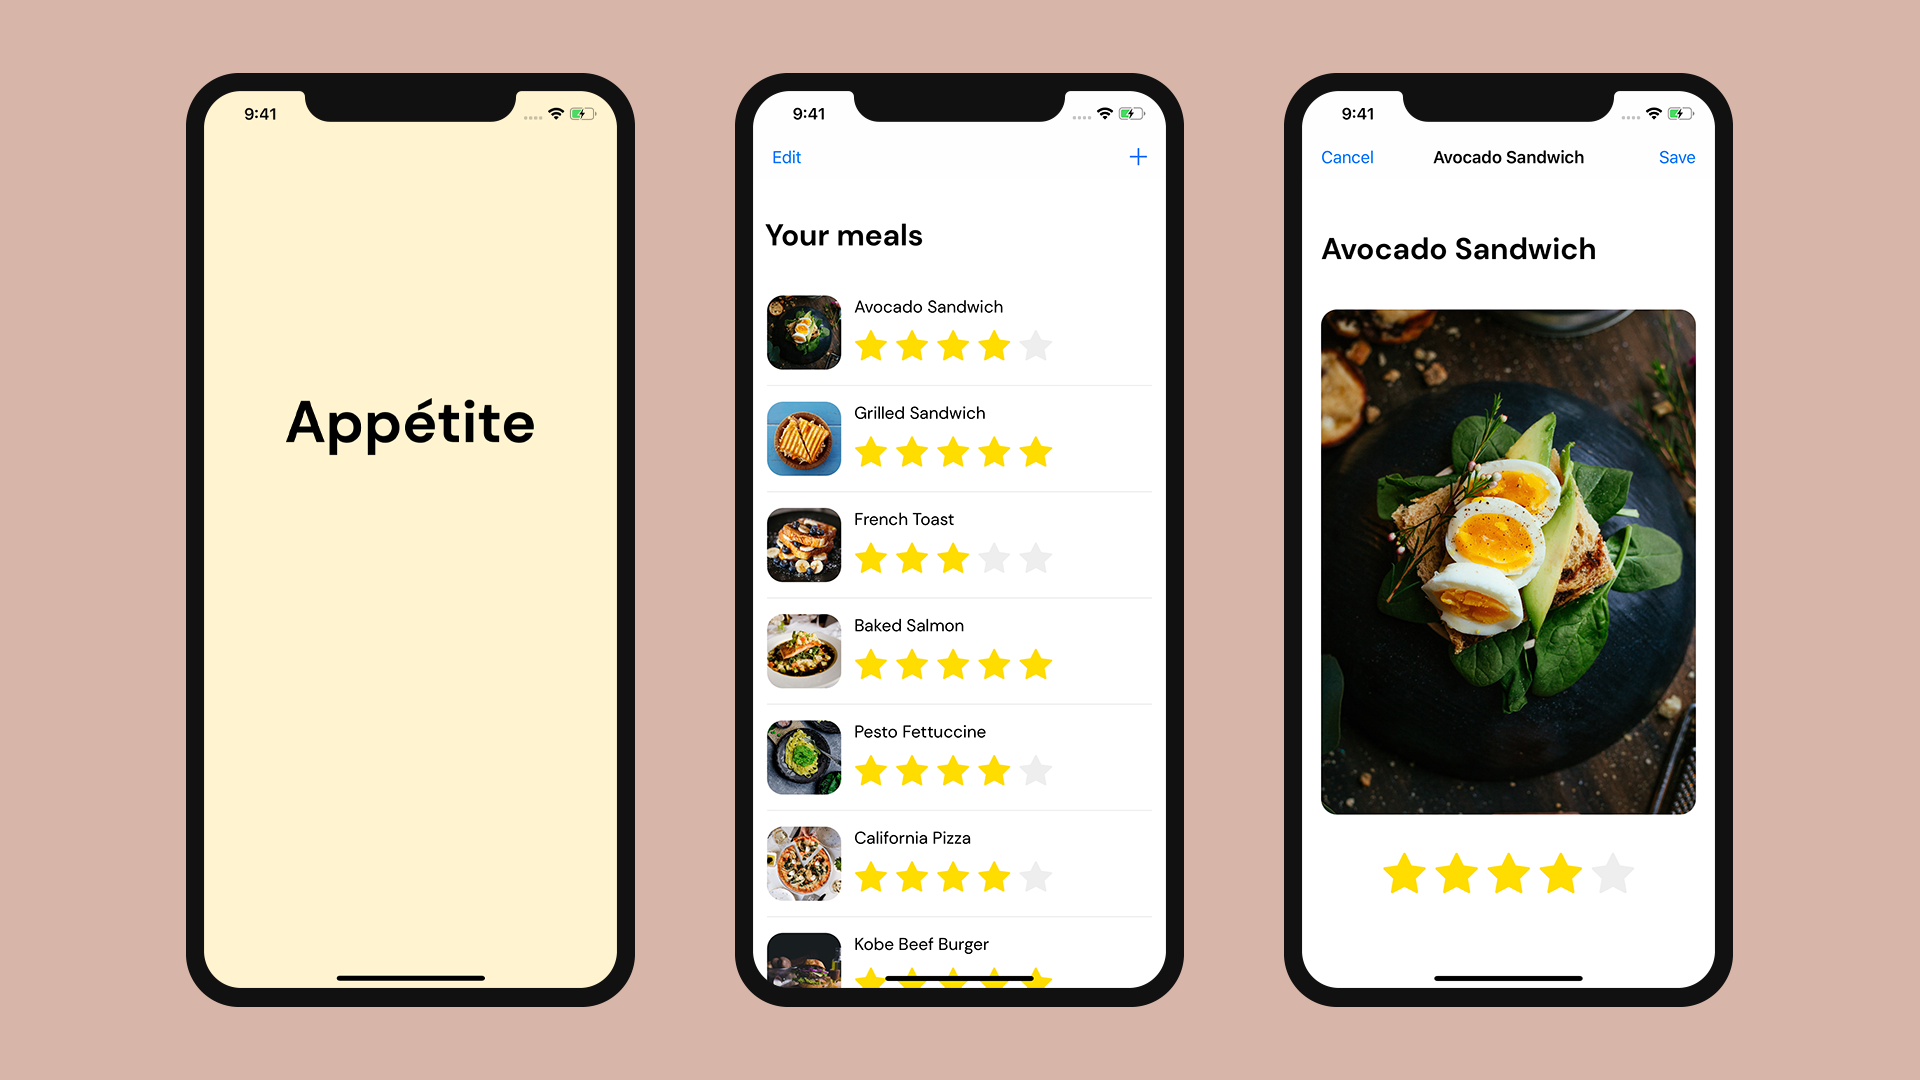 9:41
Appétite
9:41
Edit
Your meals
Avocado Sandwich
Grilled Sandwich
French Toast
Baked Salmon
Pesto Fettuccine
California Pizza
Kobe Beef Burger
9:41
Cancel Avocado Sandwich Save
Avocado Sandwich